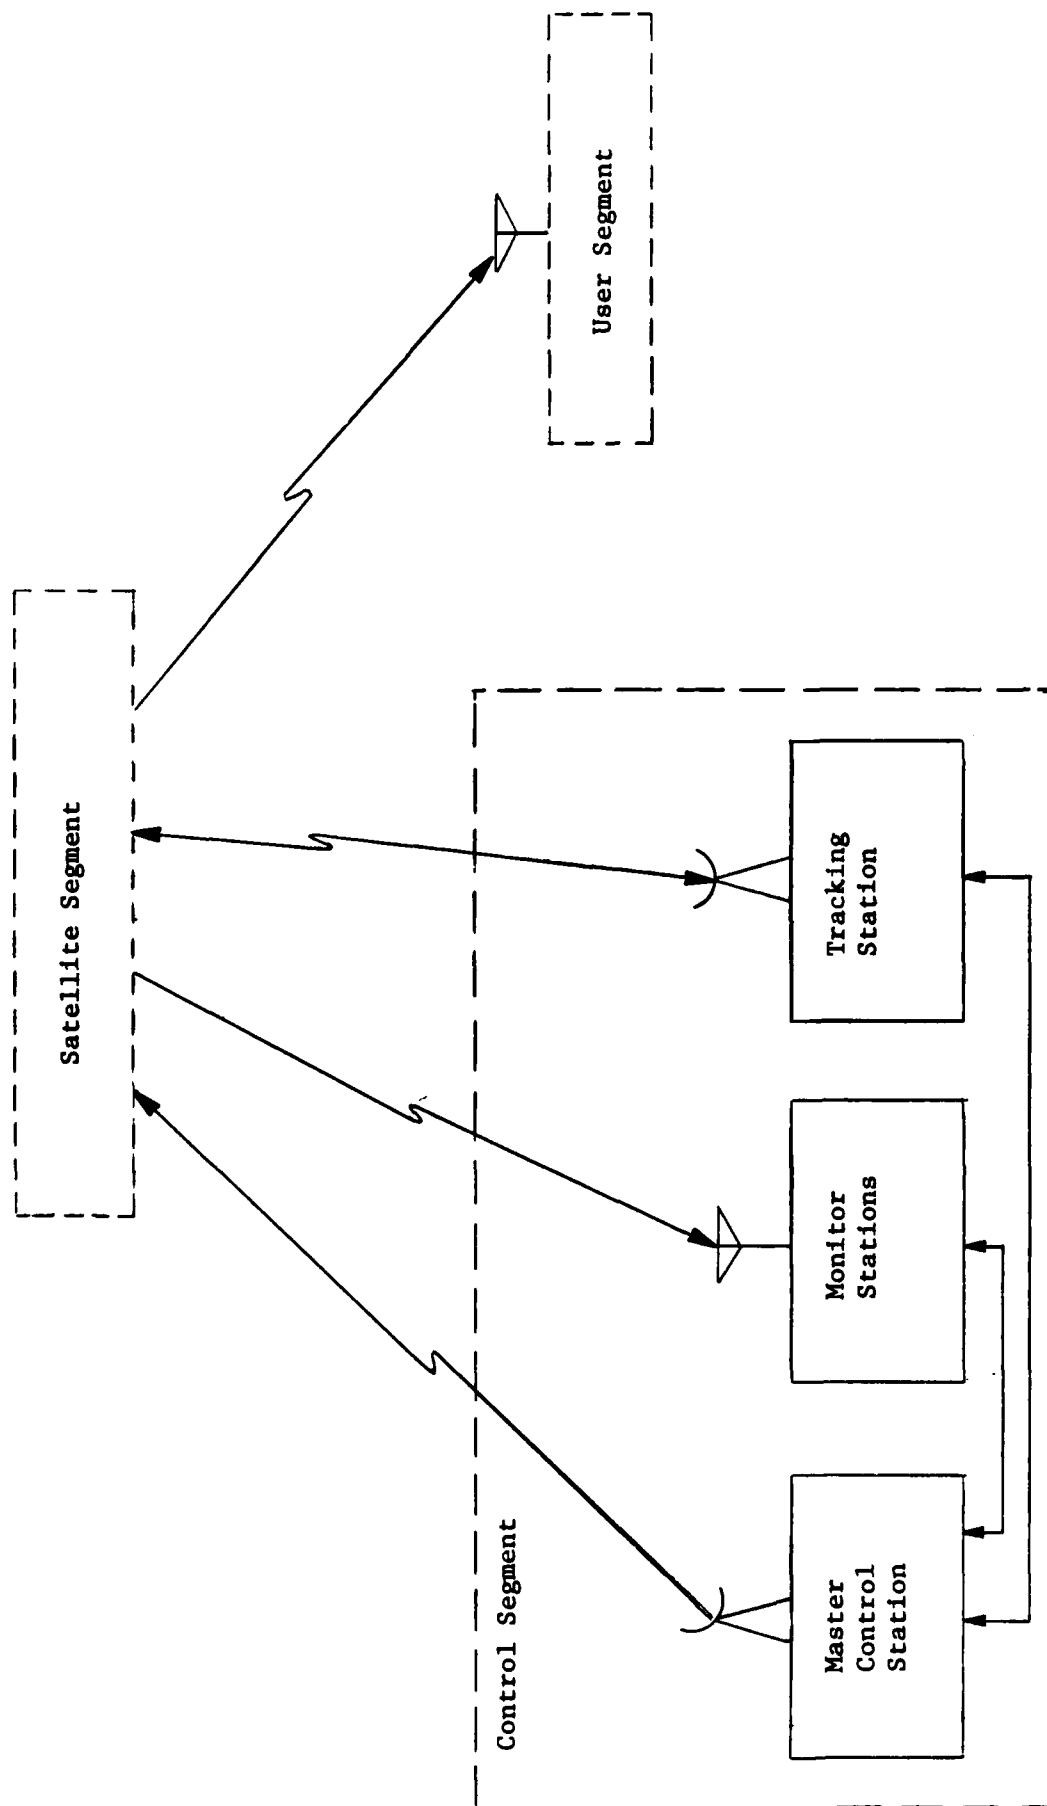 Satellite Segment
User Segment
Control Segment
Master
Control
Station
Monitor
Stations
Tracking
Station